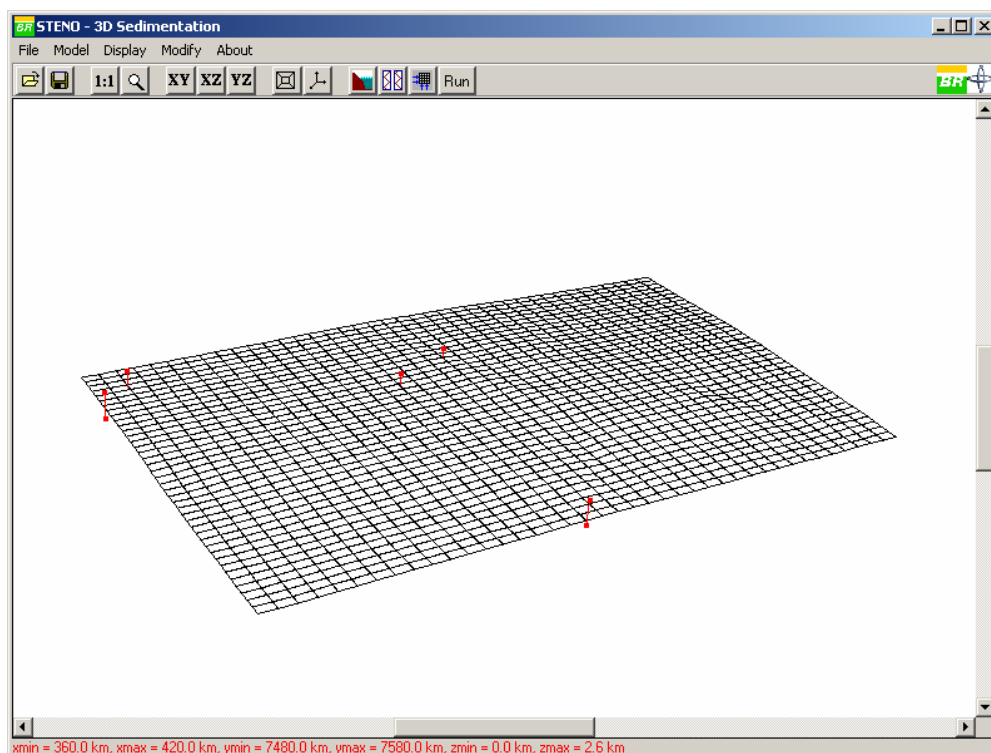 BR STENO - 3D Sedimentation
File Model Display Modify About
1:1 XY XZ YZ Run BR
xmin = 360.0 km, xmax = 420.0 km, ymin = 7480.0 km, ymax = 7580.0 km, zmin = 0.0 km, zmax = 2.6 km